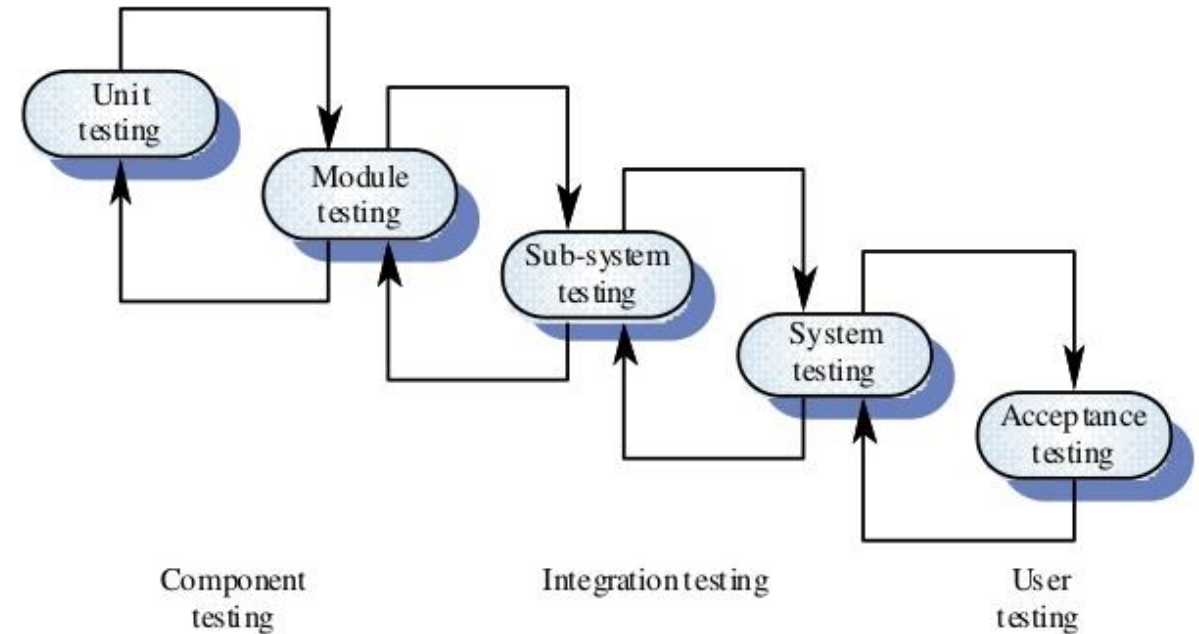 Unit
testing
Module
testing
Sub-system
testing
System
testing
Acceptance
testing
Component
testing
Integration testing
User
testing